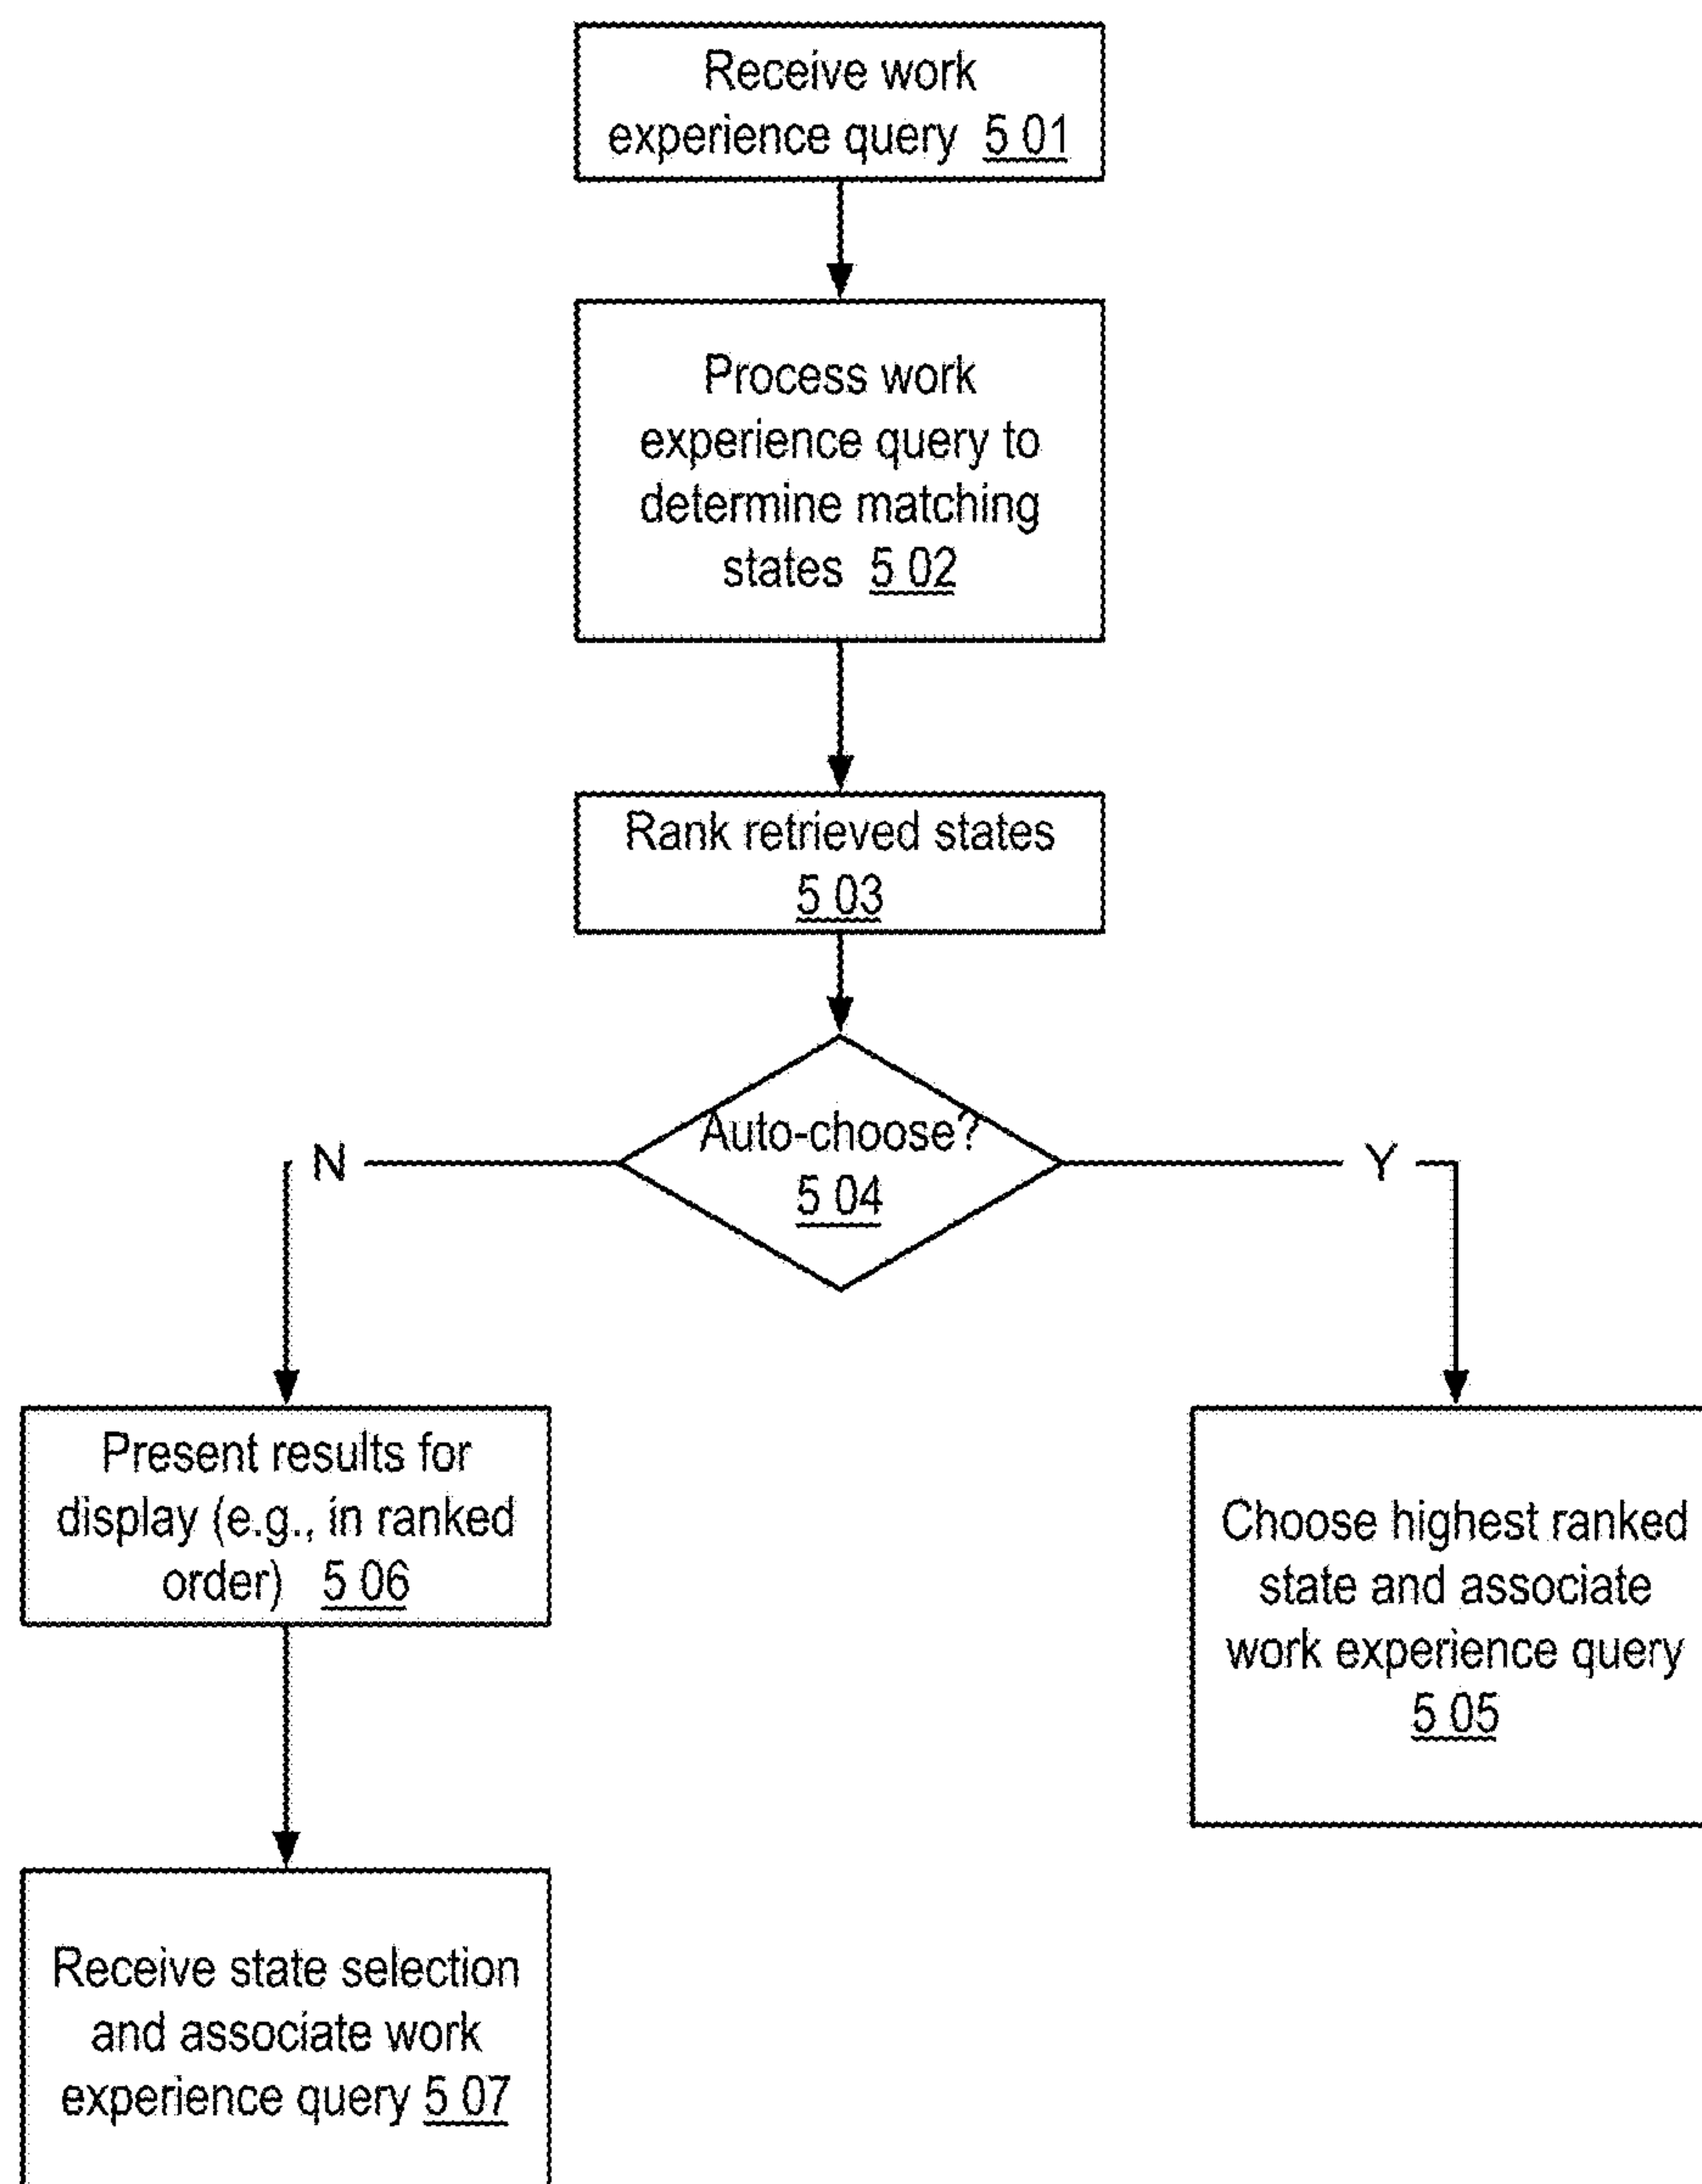 Receive work
experience query 5 01
Process work
experience query to
determine matching
states 5 02
Rank retrieved states
5 03
Auto-choose?
5 04
N
Y
Present results for
display (e.g., in ranked
order) 5 06
Choose highest ranked
state and associate
work experience query
5 05
Receive state selection
and associate work
experience query 5 07